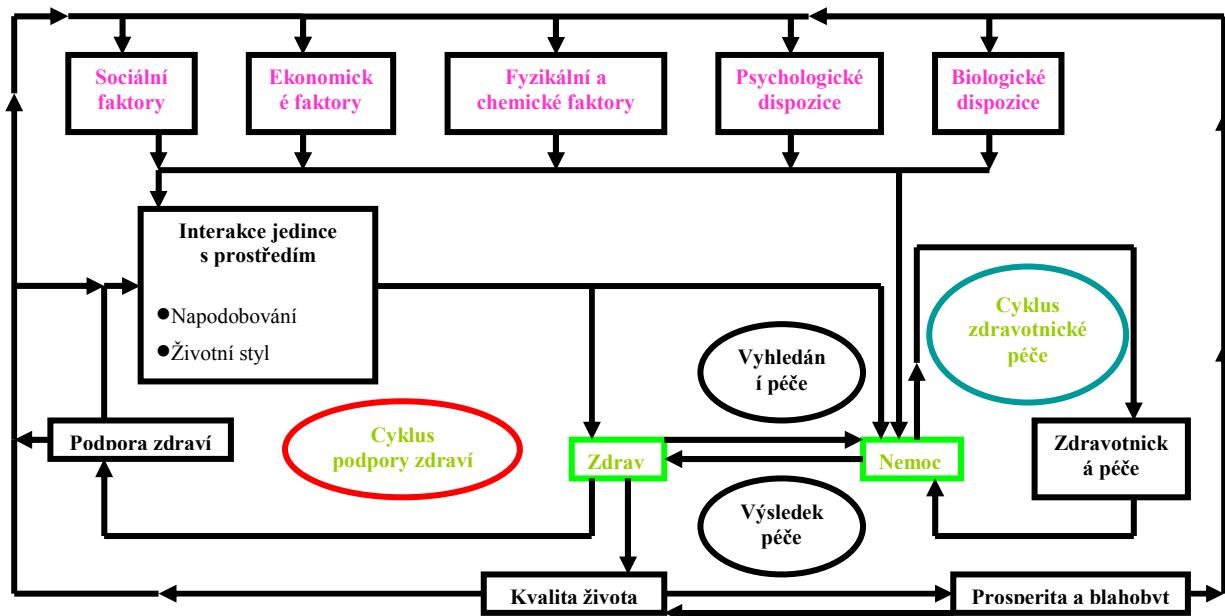 Sociální
faktory
Ekonomick
é faktory
Fyzikální a
chemické faktory
Psychologické
dispozice
Biologické
dispozice
Interakce jedince
s prostředím
●Napodobování
●Životní styl
Cyklus
zdravotnické
péče
Vyhledán
í péče
Podpora zdraví
Cyklus
podpory zdraví
Zdrav
Nemoc
Zdravotnick
á péče
Výsledek
péče
Kvalita života
Prosperita a blahobyt